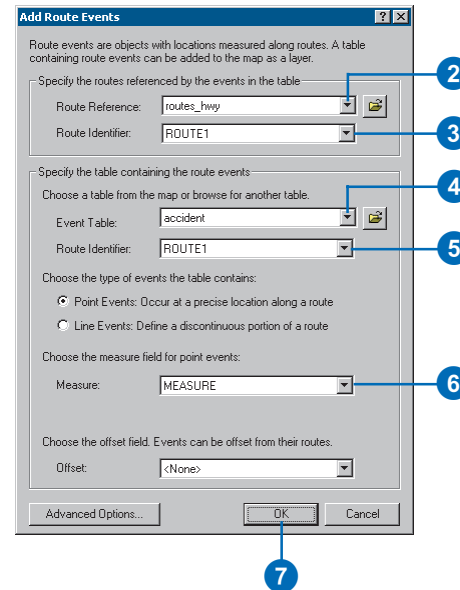 Add Route Events
Route events are objects with locations measured along routes. A table
containing route events can be added to the map as a layer.
Specify the routes referenced by the events in the table
2
Route Reference: routes_hwy
3
Route Identifier: ROUTE1
Specify the table containing the route events
4
Choose a table from the map or browse for another table.
Event Table: accident
5
Route Identifier: ROUTE1
Choose the type of events the table contains:
Point Events: Occur at a precise location along a route
Line Events: Define a discontinuous portion of a route
Choose the measure field for point events:
6
Measure: MEASURE
Choose the offset field. Events can be offset from their routes.
Offset: <None>
Advanced Options... OK Cancel
7